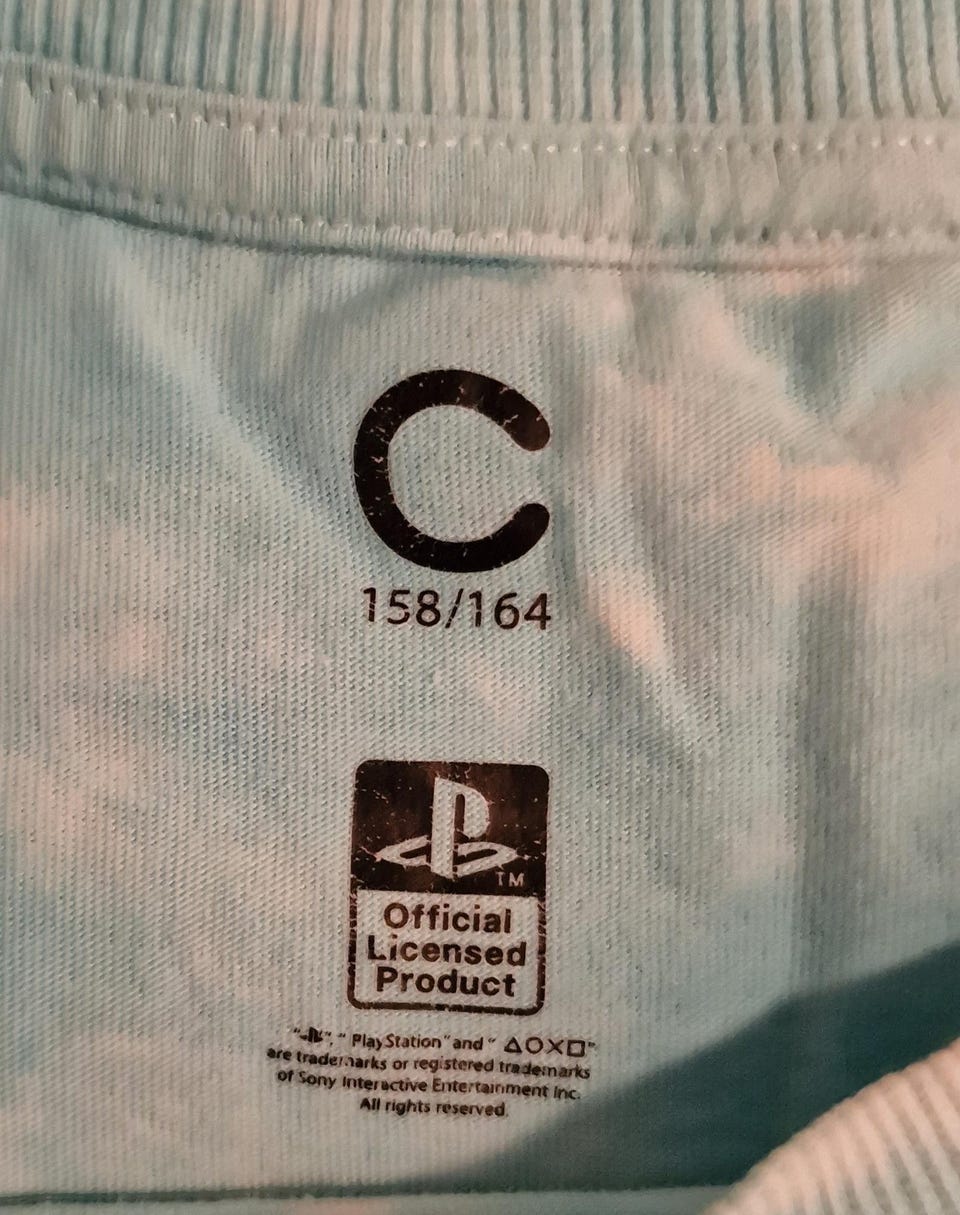 C
158/164
TM
Official
Licensed
Product
" ", " PlayStation" and " △○✕□"
are trademarks or registered trademarks
of Sony Interactive Entertainment Inc.
All rights reserved.